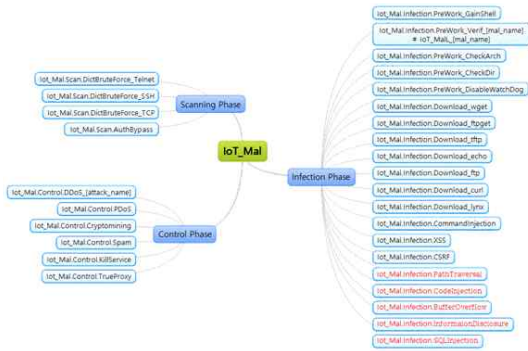 Iot_Mal.Scan.DictBruteForce_Telnet
Iot_Mal.Scan.DictBruteForce_SSH
Iot_Mal.Scan.DictBruteForce_TCP
Iot_Mal.Scan.AuthBypass
Scanning Phase
IoT_Mal
Iot_Mal.Control.DDoS_[attack_name]
Iot_Mal.Control.PDoS
Iot_Mal.Control.Cryptomining
Iot_Mal.Control.Spam
Iot_Mal.Control.KillService
Iot_Mal.Control.TrueProxy
Control Phase
Infection Phase
Iot_Mal.Infection.PreWork_GainShell
Iot_Mal.Infection.PreWork_Verif_[mal_name]
# IoT_MalL_[mal_name]
Iot_Mal.Infection.PreWork_CheckArch
Iot_Mal.Infection.PreWork_CheckDir
Iot_Mal.Infection.PreWork_DisableWatchDog
Iot_Mal.Infection.Download_wget
Iot_Mal.Infection.Download_ftpget
Iot_Mal.Infection.Download_tftp
Iot_Mal.Infection.Download_echo
Iot_Mal.Infection.Download_ftp
Iot_Mal.Infection.Download_curl
Iot_Mal.Infection.Download_lynx
Iot_Mal.Infection.CommandInjection
Iot_Mal.Infection.XSS
Iot_Mal.Infection.CSRF
Iot_Mal.Infection.PathTraversal
Iot_Mal.Infection.CodeInjection
Iot_Mal.Infection.BufferOverflow
Iot_Mal.Infection.InformaionDisclosure
Iot_Mal.Infection.SQLInjection